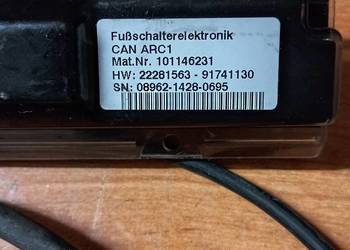 Fußschalterelektronik
CAN ARC1
Mat.Nr. 101146231
HW: 22281563 - 91741130
SN: 08962-1428-0695